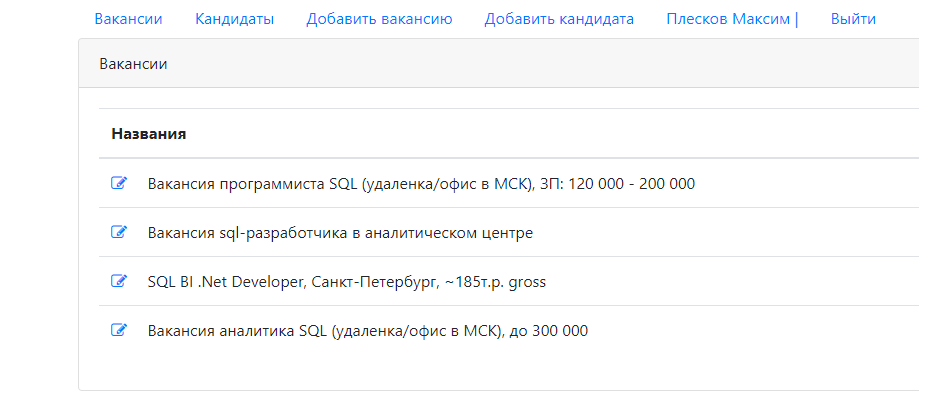 Вакансии Кандидаты Добавить вакансию Добавить кандидата Плесков Максим | Выйти
Вакансии
Названия
Вакансия программиста SQL (удаленка/офис в МСК), ЗП: 120 000 - 200 000
Вакансия sql-разработчика в аналитическом центре
SQL BI .Net Developer, Санкт-Петербург, ~185т.р. gross
Вакансия аналитика SQL (удаленка/офис в МСК), до 300 000